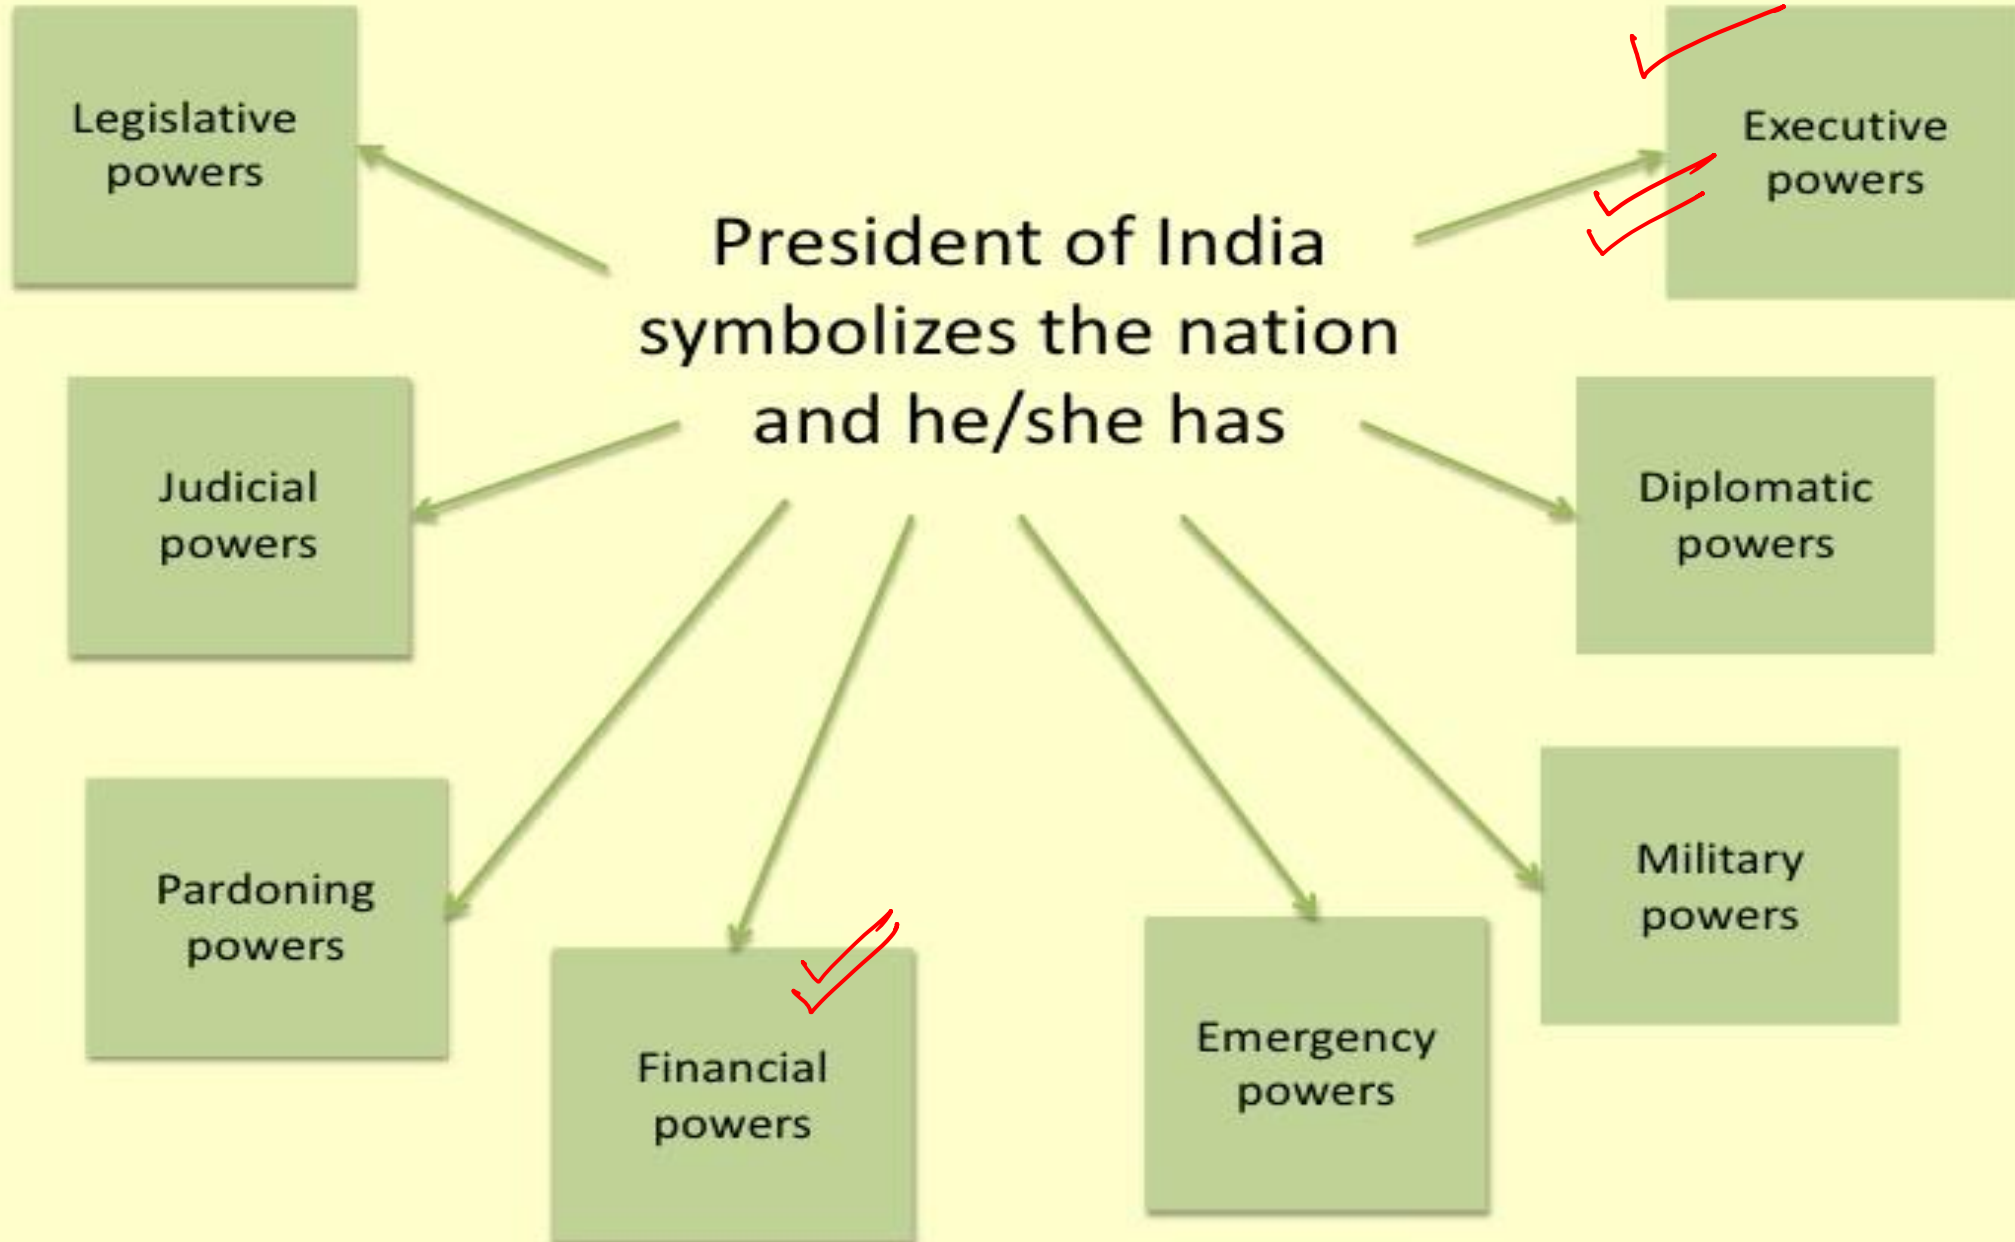 President of India
symbolizes the nation
and he/she has
Legislative
powers
Executive
powers
Judicial
powers
Diplomatic
powers
Pardoning
powers
Military
powers
Financial
powers
Emergency
powers